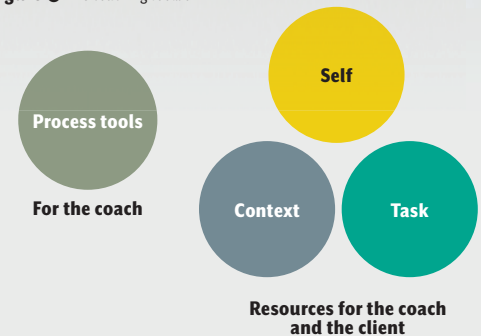 Self
Process tools
For the coach
Context
Task
Resources for the coach
and the client